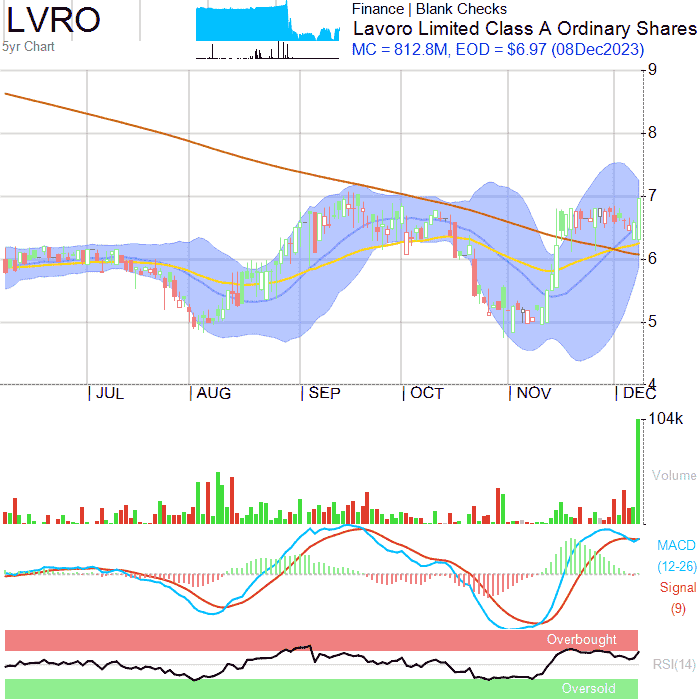 LVRO
5yr Chart
Finance | Blank Checks
Lavoro Limited Class A Ordinary Shares
MC = 812.8M, EOD = $6.97 (08Dec2023)
9
8
7
6
5
4
JUL AUG SEP OCT NOV DEC
104k
Volume
MACD
(12-26)
Signal
(9)
Overbought
RSI(14)
Oversold